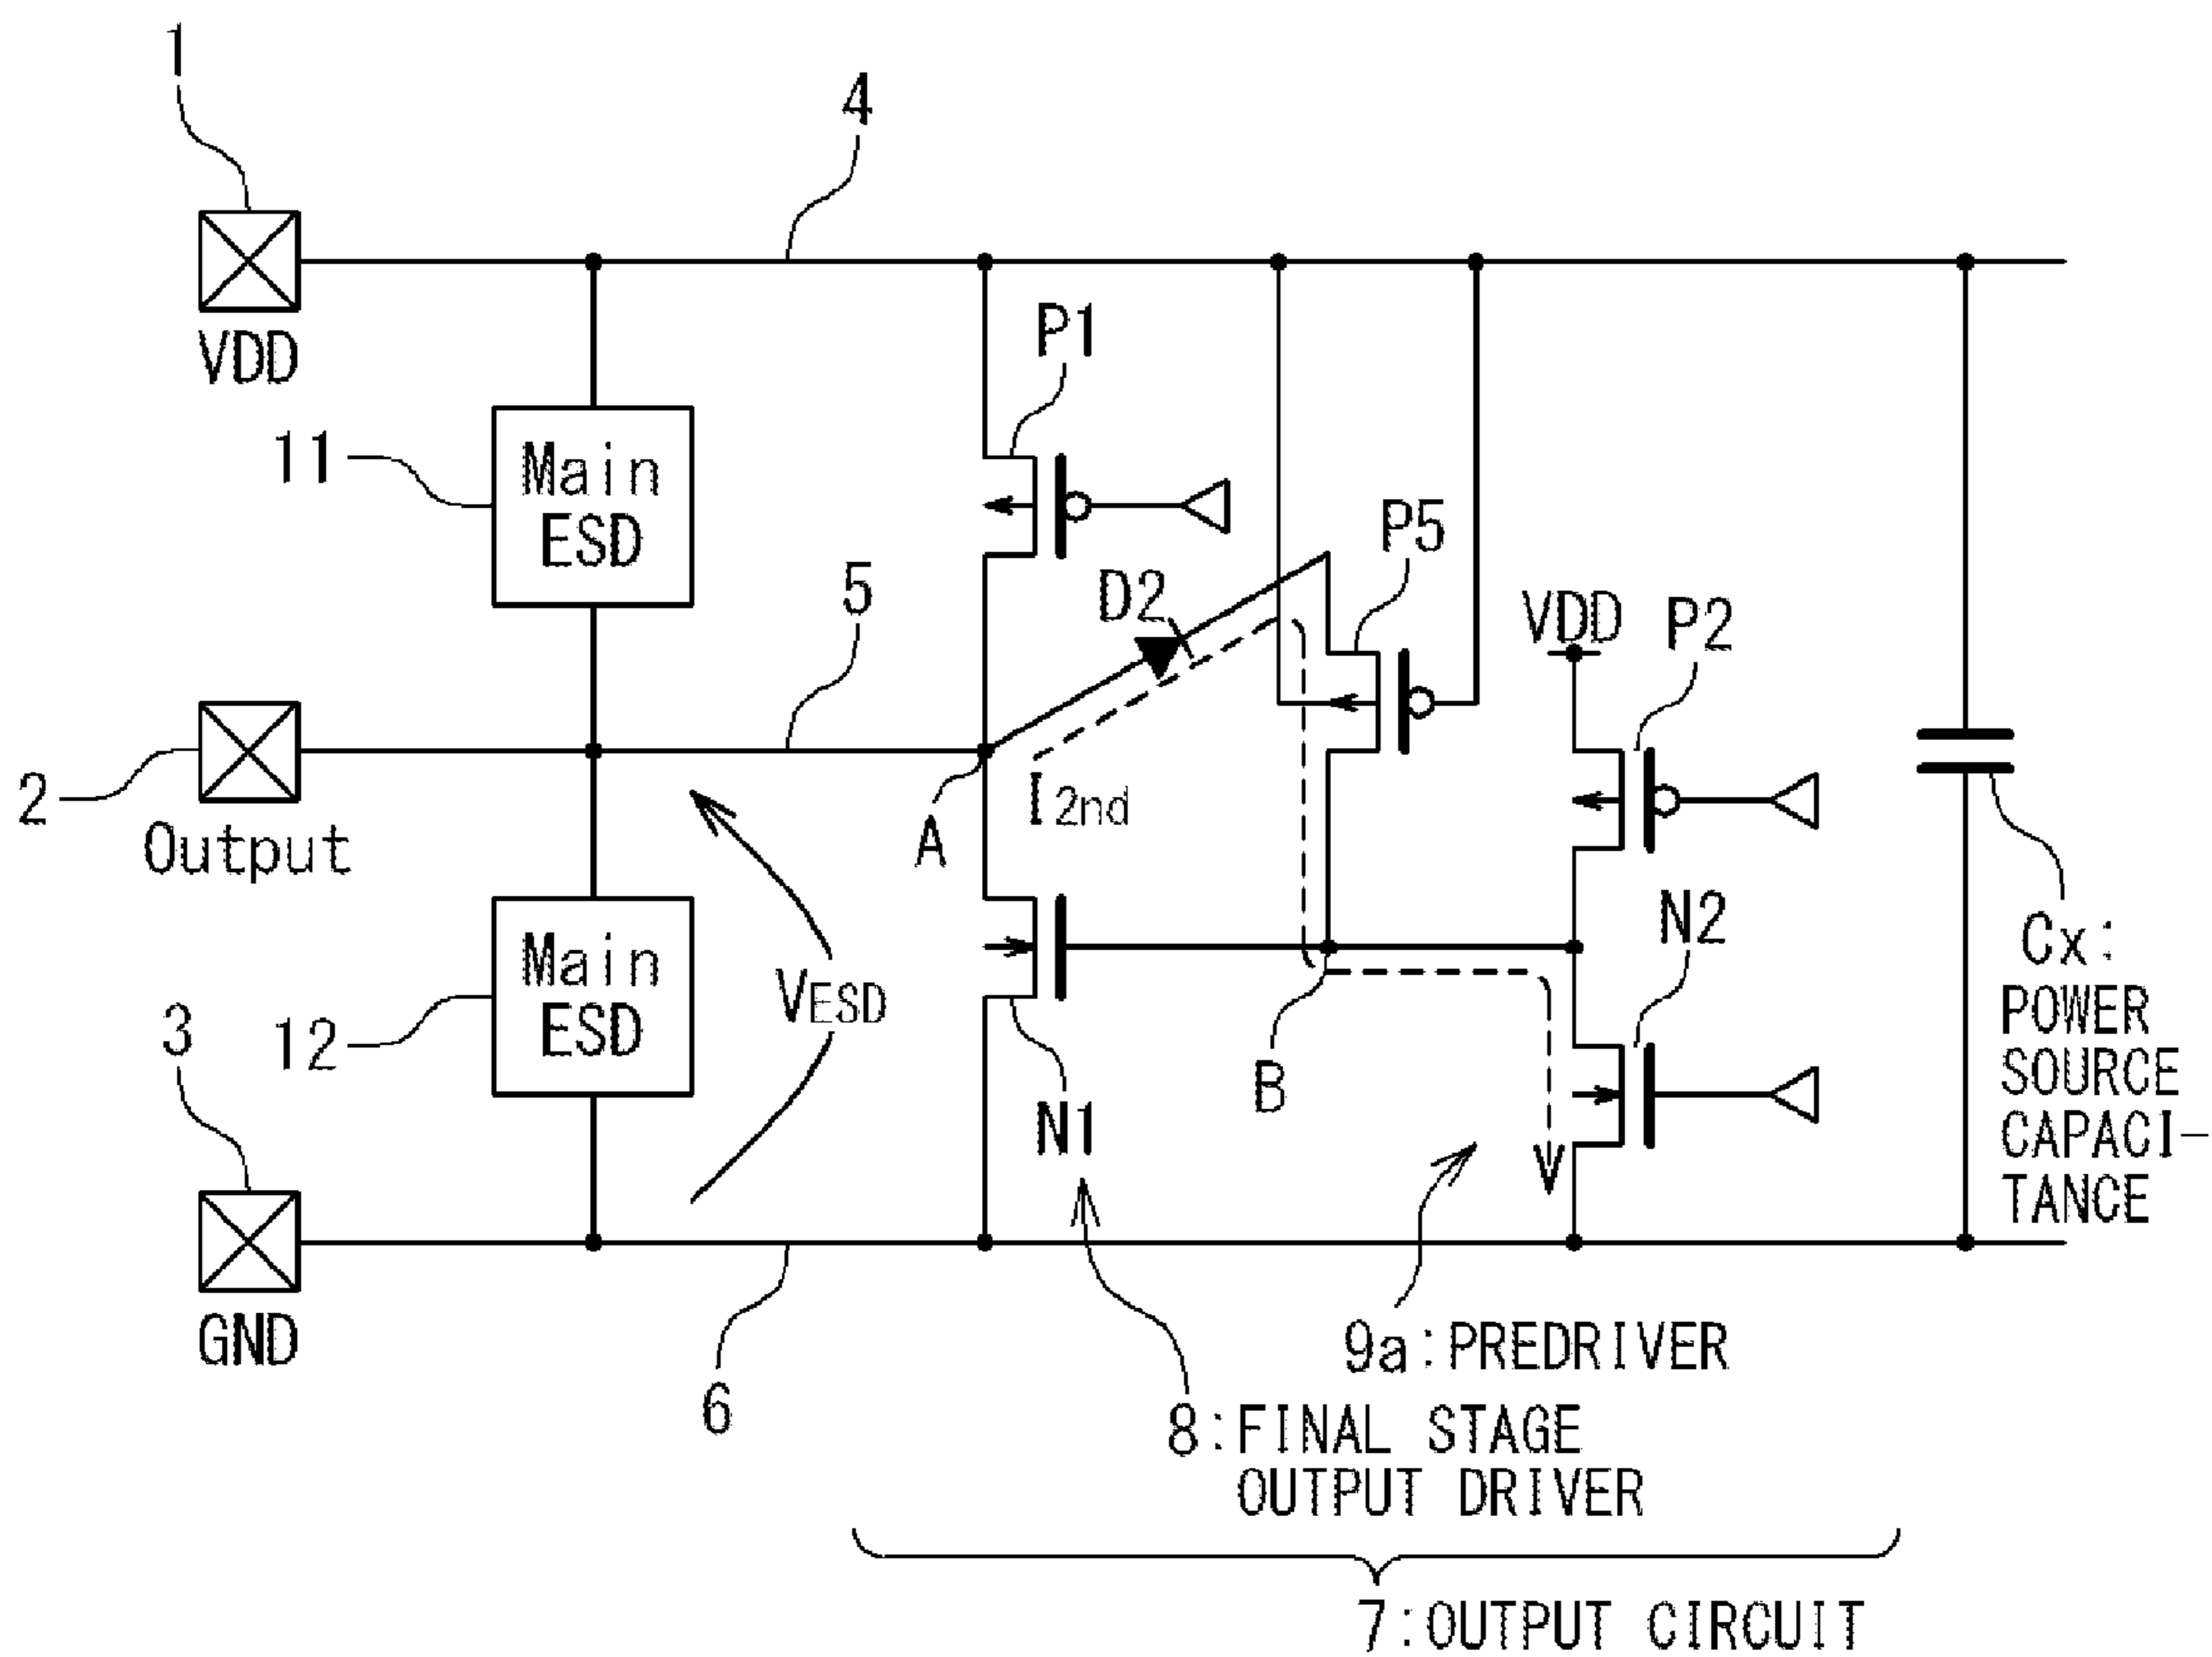 1
4
VDD
P1
11
Main
ESD
P5
5
D2
VDD
P2
2
Output
A
I2nd
N2
Cx:
POWER
SOURCE
CAPACI-
TANCE
3
12
Main
ESD
VESD
B
N1
GND
6
9a:PREDRIVER
8:FINAL STAGE
OUTPUT DRIVER
7:OUTPUT CIRCUIT